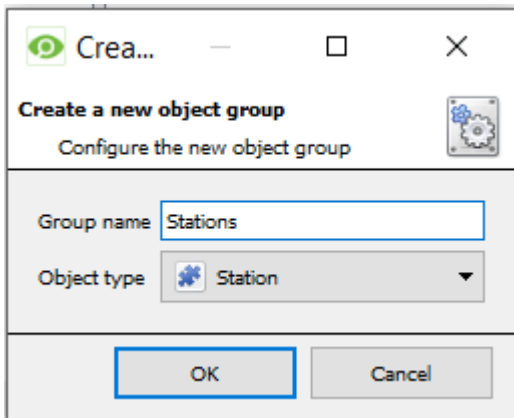 Crea...
Create a new object group
Configure the new object group
Group name Stations
Object type Station
OK Cancel